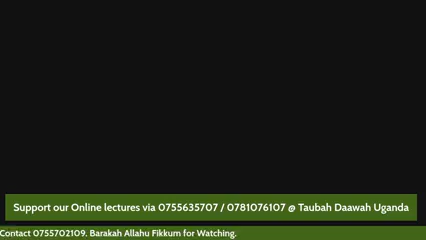 Support our Online lectures via 0755635707 / 0781076107 @ Taubah Daawah Uganda
Contact 0755702109. Barakah Allahu Fikkum for Watching.